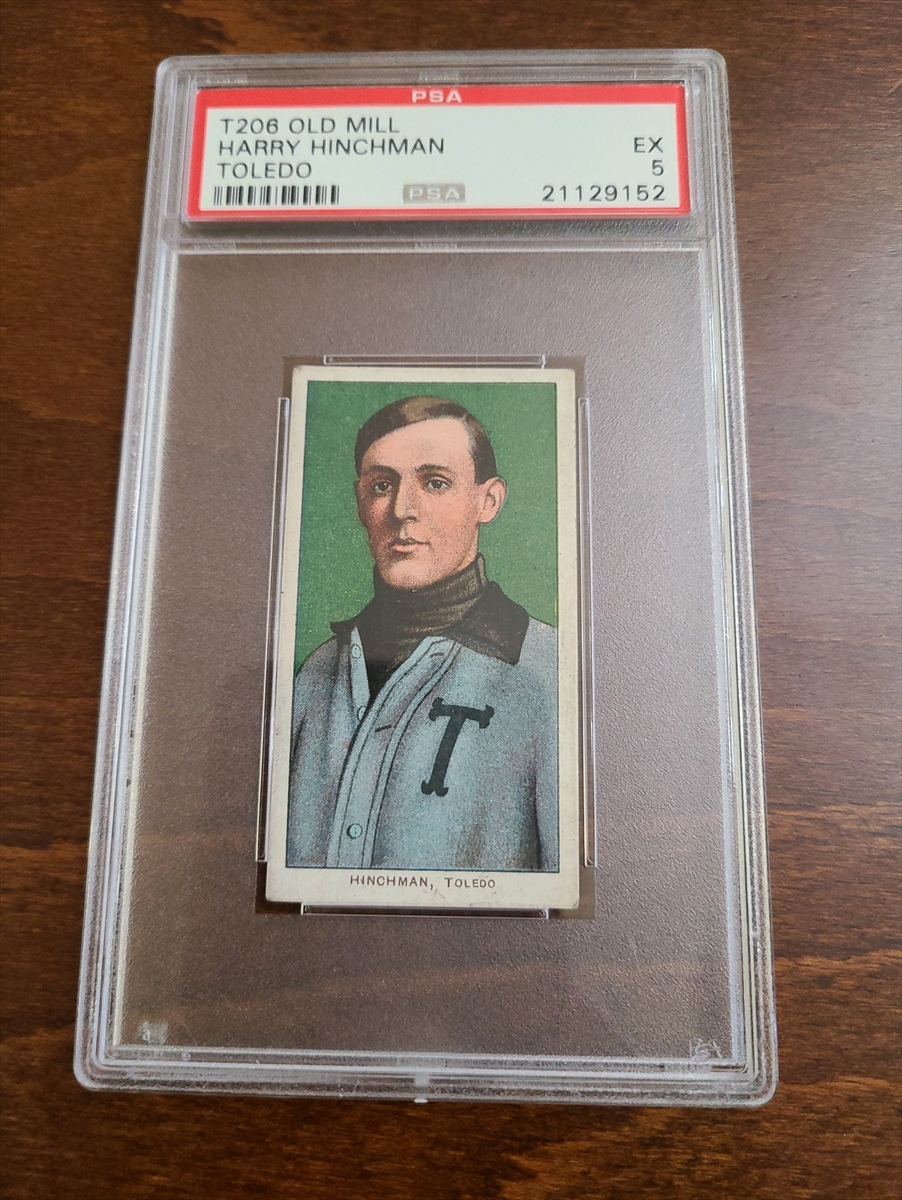 PSA
T206 OLD MILL
HARRY HINCHMAN EX
TOLEDO 5
PSA 21129152
T
HINCHMAN, TOLEDO